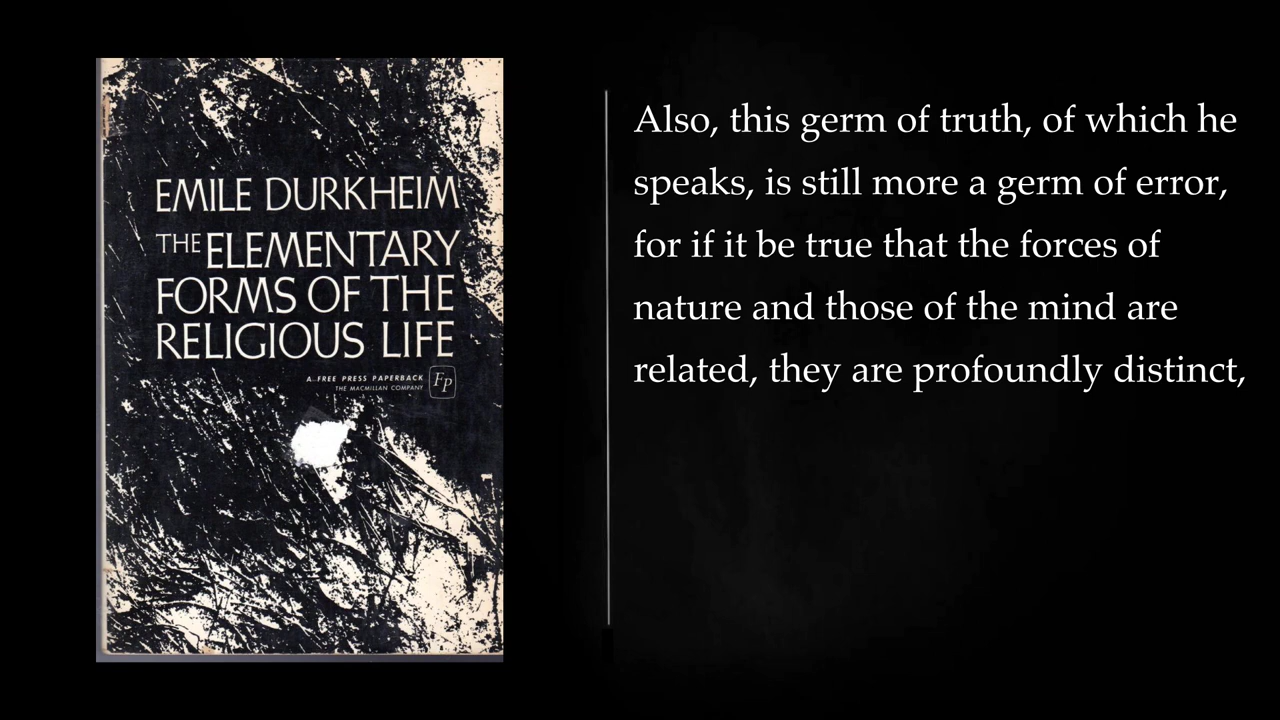 EMILE DURKHEIM
THE ELEMENTARY
FORMS OF THE
RELIGIOUS LIFE
A FREE PRESS PAPERBACK
THE MACMILLAN COMPANY
Fp
Also, this germ of truth, of which he
speaks, is still more a germ of error,
for if it be true that the forces of
nature and those of the mind are
related, they are profoundly distinct,